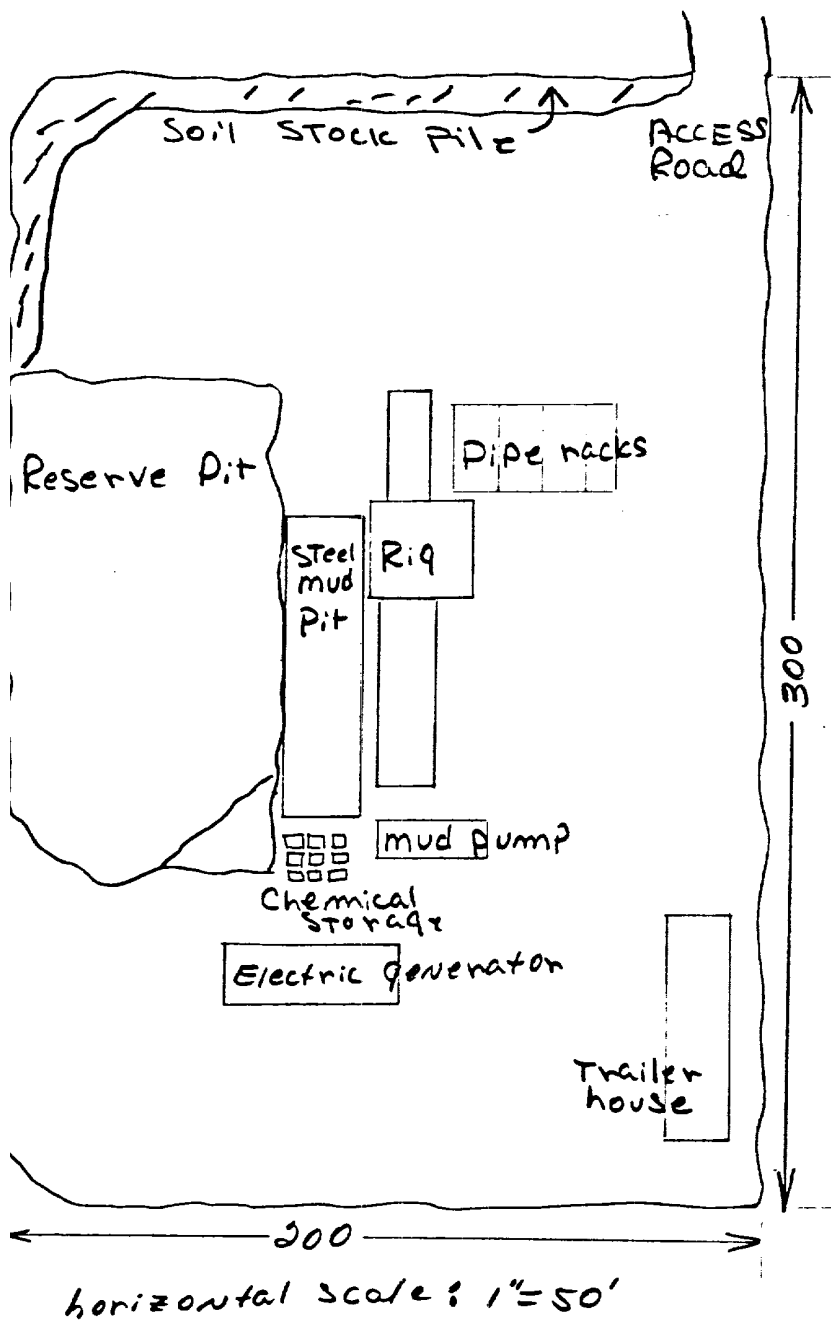 Soil Stock Pile
ACCESS
Road
Reserve Pit
Pipe racks
Steel
mud
Pit
Rig
300
mud pump
Chemical
Storage
Electric generator
Trailer
house
200
horizontal scale: 1"=50'